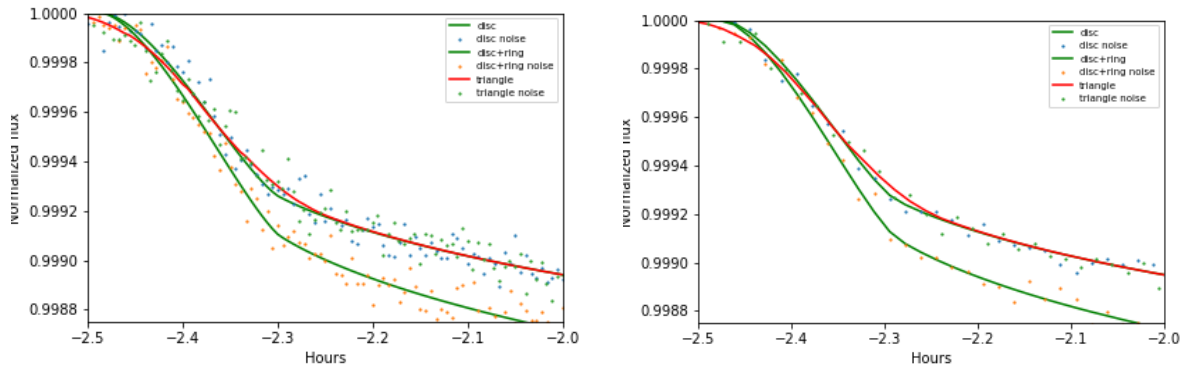 1.0000
0.9998
0.9996
0.9994
0.9992
0.9990
0.9988
Normalized flux
−2.5 −2.4 −2.3 −2.2 −2.1 −2.0
Hours
disc
disc noise
disc+ring
disc+ring noise
triangle
triangle noise
1.0000
0.9998
0.9996
0.9994
0.9992
0.9990
0.9988
Normalized flux
−2.5 −2.4 −2.3 −2.2 −2.1 −2.0
Hours
disc
disc noise
disc+ring
disc+ring noise
triangle
triangle noise